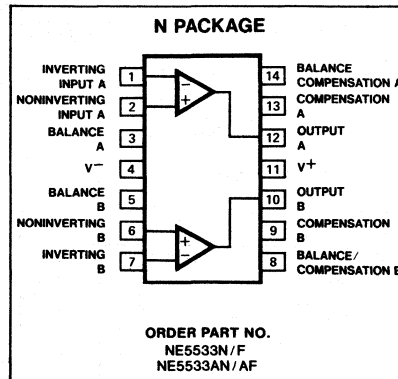 N PACKAGE
INVERTING
INPUT A
1
14
BALANCE
COMPENSATION A
NONINVERTING
INPUT A
2
13
COMPENSATION
A
BALANCE
A
3
12
OUTPUT
A
V−
4
11
V+
BALANCE
B
5
10
OUTPUT
B
NONINVERTING
B
6
9
COMPENSATION
B
INVERTING
B
7
8
BALANCE/
COMPENSATION B
−
+
+
−
ORDER PART NO.
NE5533N/F
NE5533AN/AF